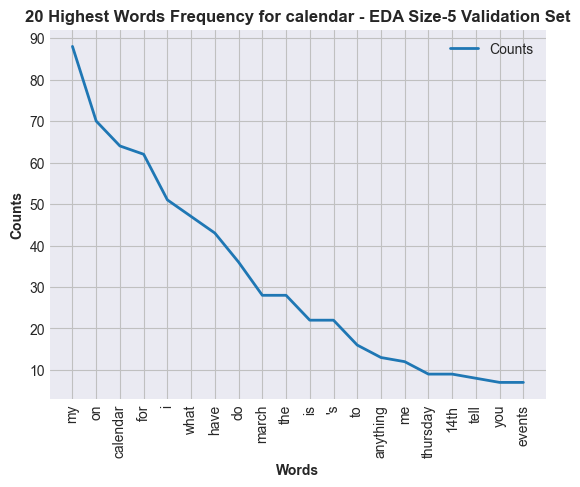 20 Highest Words Frequency for calendar - EDA Size-5 Validation Set
Counts
90
80
70
60
50
40
30
20
10
Counts
my
on
calendar
for
i
what
have
do
march
the
is
's
to
anything
me
thursday
14th
tell
you
events
Words